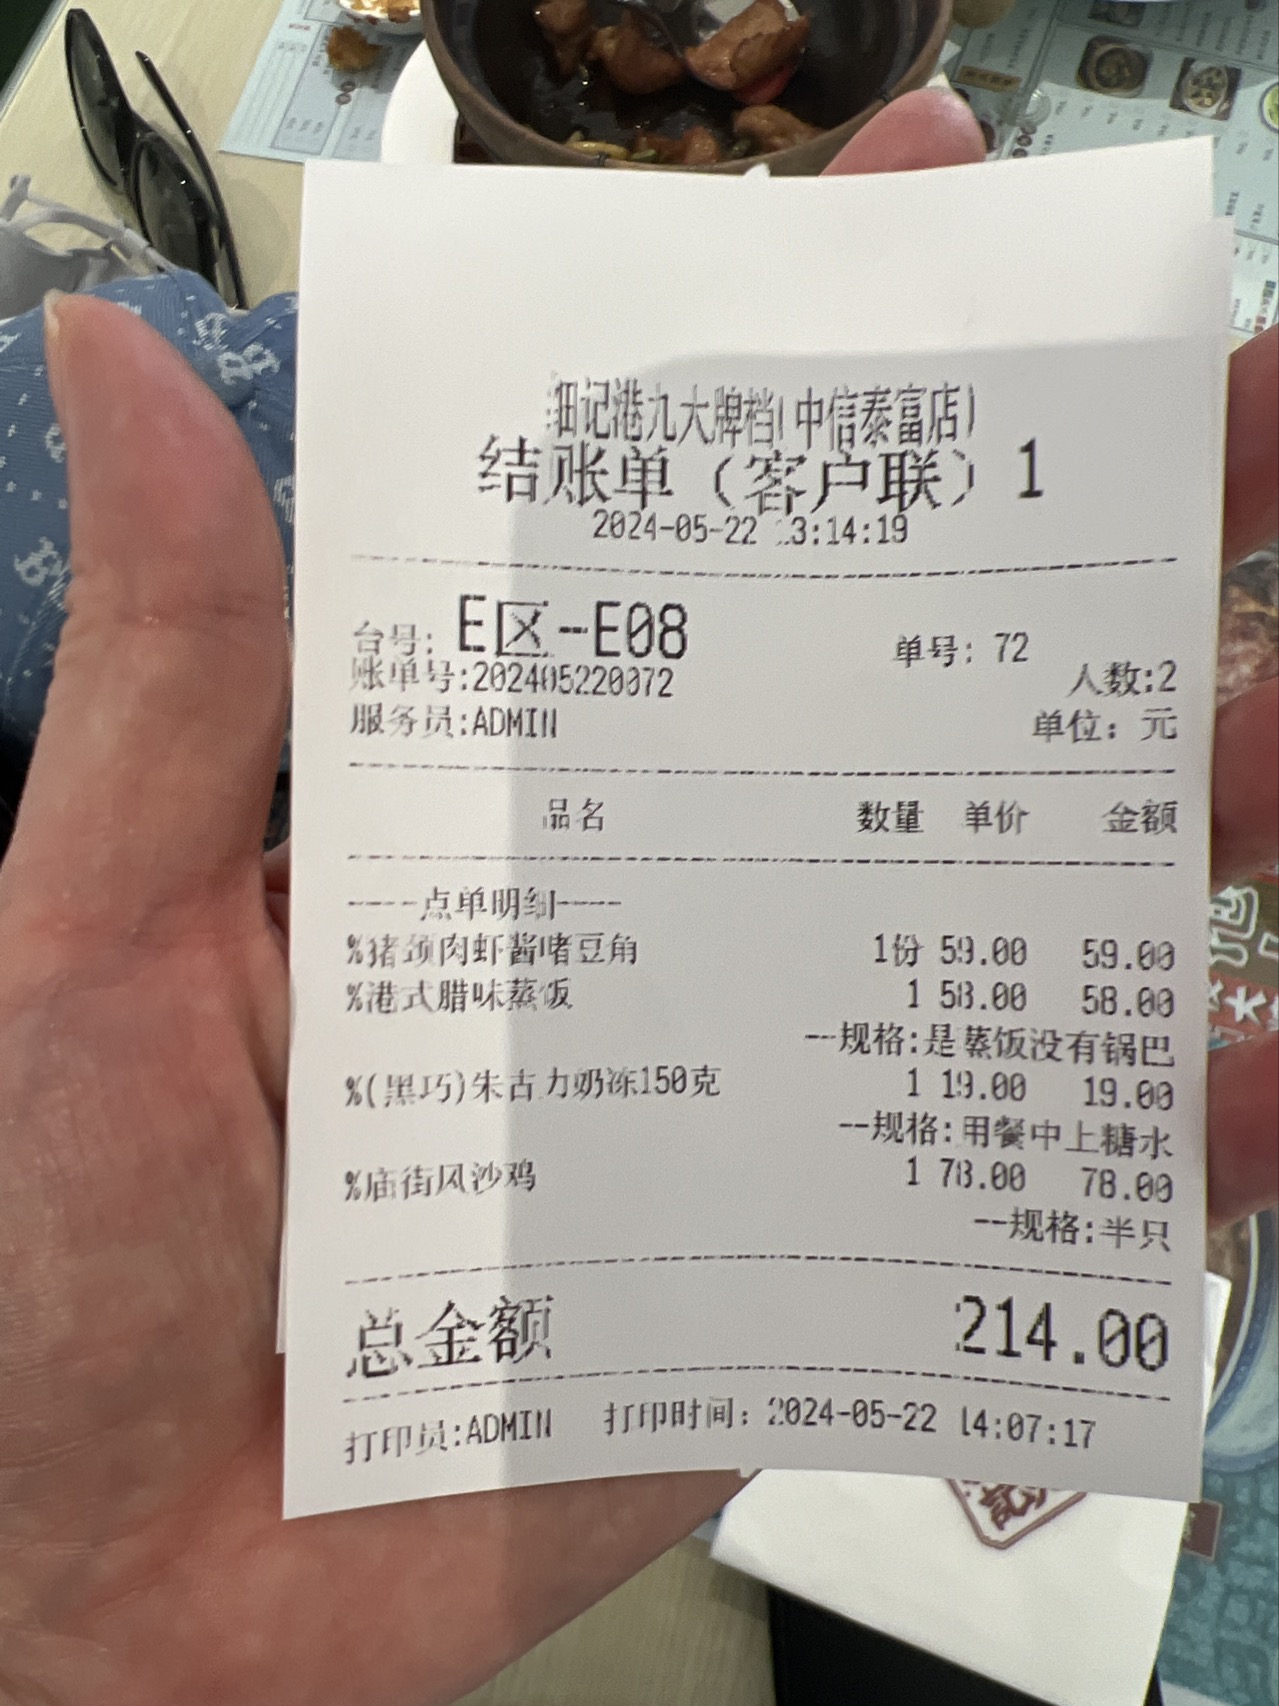 细记港九大牌档(中信泰富店)
结账单（客户联）1
2024-05-22 13:14:19
台号: E区-E08 单号: 72
账单号:202405220072 人数:2
服务员:ADMIN 单位: 元
品名 数量 单价 金额
----点单明细----
%猪颈肉虾酱啫豆角 1份 59.00 59.00
%港式腊味蒸饭 1 58.00 58.00
--规格:是蒸饭没有锅巴
%(黑巧)朱古力奶冻150克 1 19.00 19.00
--规格:用餐中上糖水
%庙街风沙鸡 1 78.00 78.00
--规格:半只
总金额 214.00
打印员:ADMIN 打印时间: 2024-05-22 14:07:17